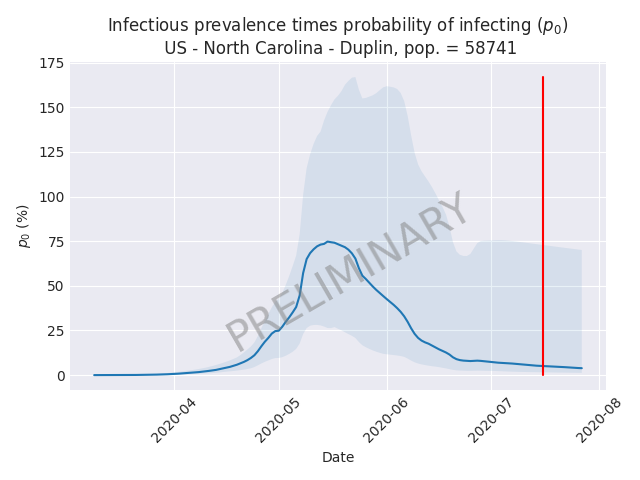 Infectious prevalence times probability of infecting (p₀)
US - North Carolina - Duplin, pop. = 58741
175
150
125
100
75
50
25
0
p₀ (%)
PRELIMINARY
2020-04
2020-05
2020-06
2020-07
2020-08
Date